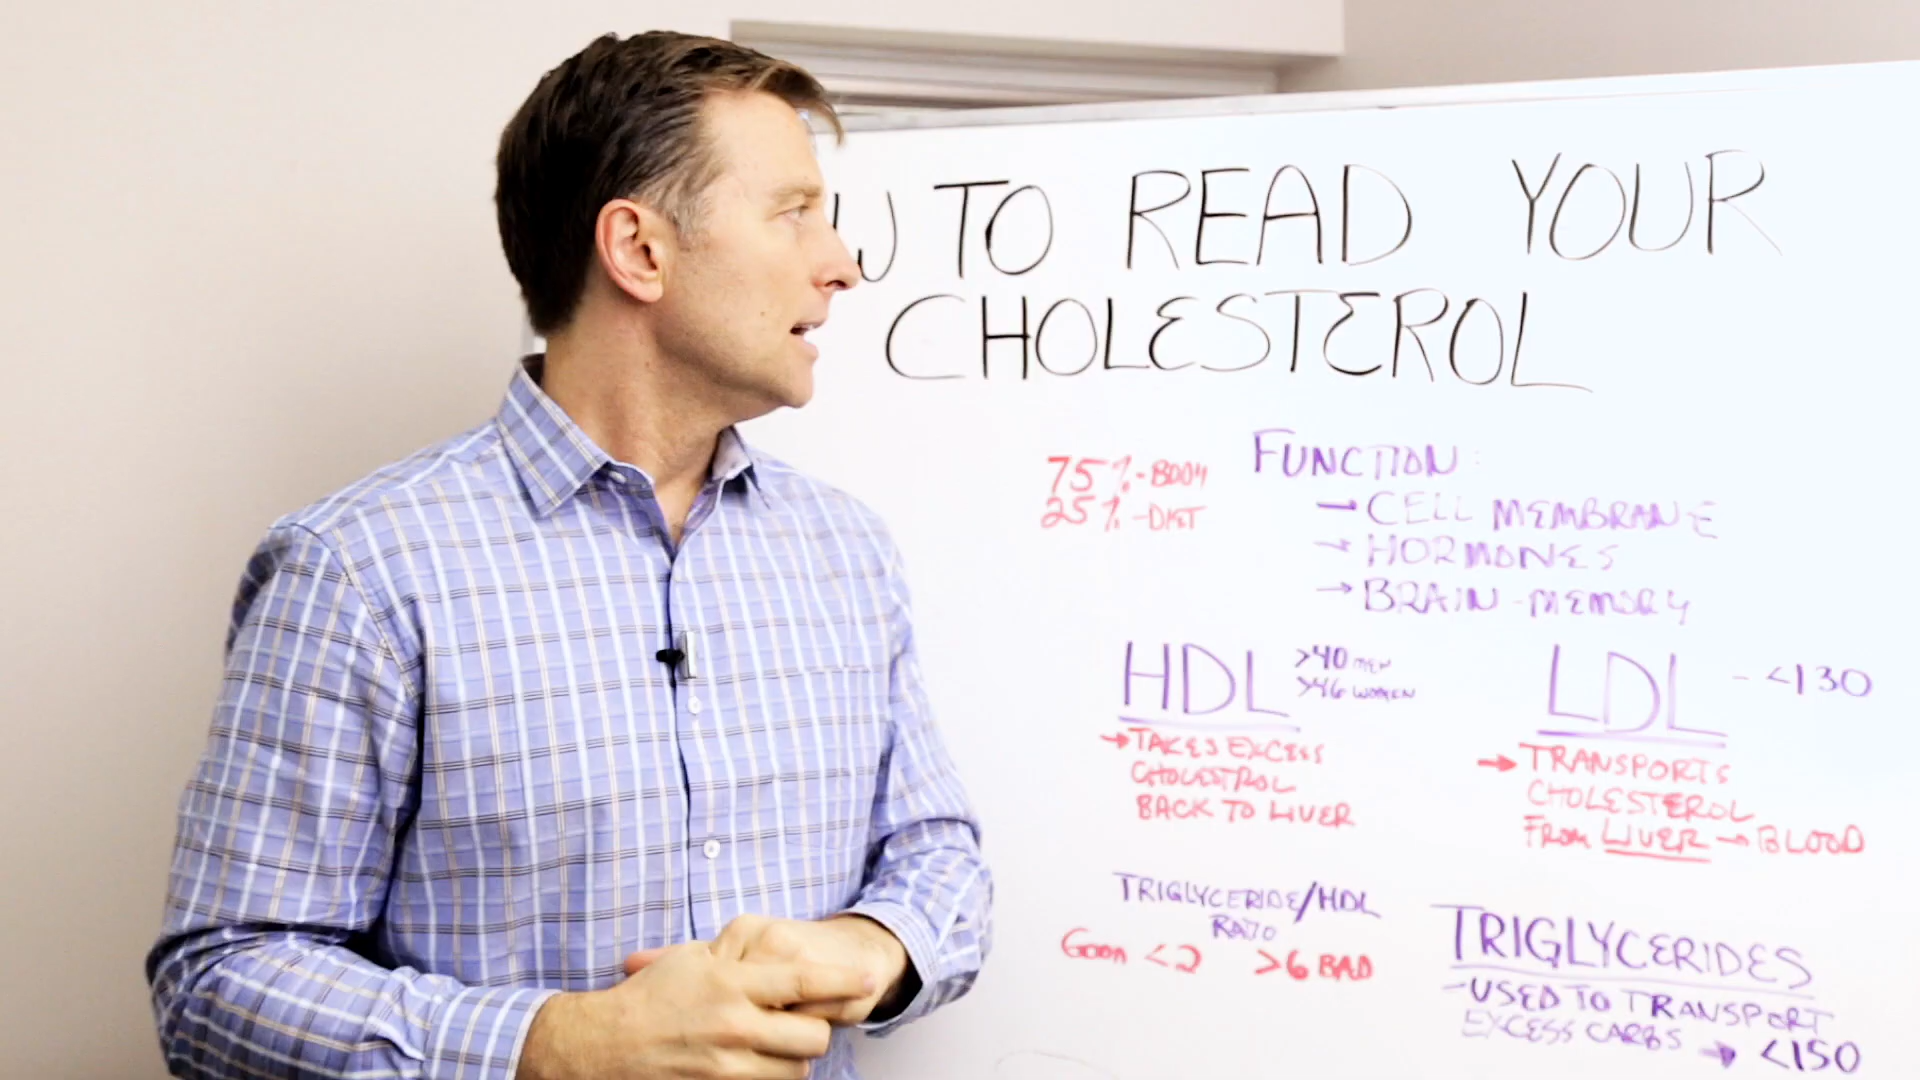 W TO READ YOUR
CHOLESTEROL
75%-BODY
25%-DIET
FUNCTION:
→ CELL MEMBRANE
→ HORMONES
→ BRAIN-MEMORY
HDL >40 MEN
>46 WOMEN
→TAKES EXCESS
CHOLESTROL
BACK TO LIVER
LDL - <130
→ TRANSPORTS
CHOLESTEROL
FROM LIVER → BLOOD
TRIGLYCERIDE/HDL
RATIO
GOOD <2 >6 BAD
TRIGLYCERIDES
-USED TO TRANSPORT
EXCESS CARBS → <150